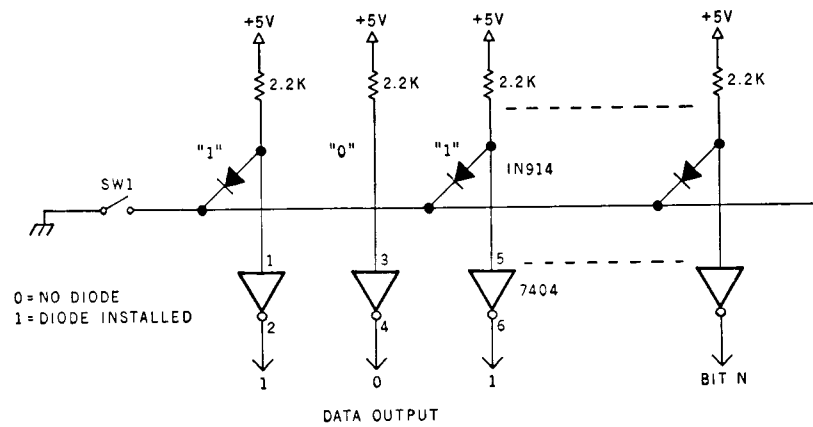 +5V +5V +5V +5V
2.2K 2.2K 2.2K 2.2K
"1" "0" "1" IN914
SW1
1 3 5
0 = NO DIODE
1 = DIODE INSTALLED
7404
2 4 6
1 0 1 BIT N
DATA OUTPUT